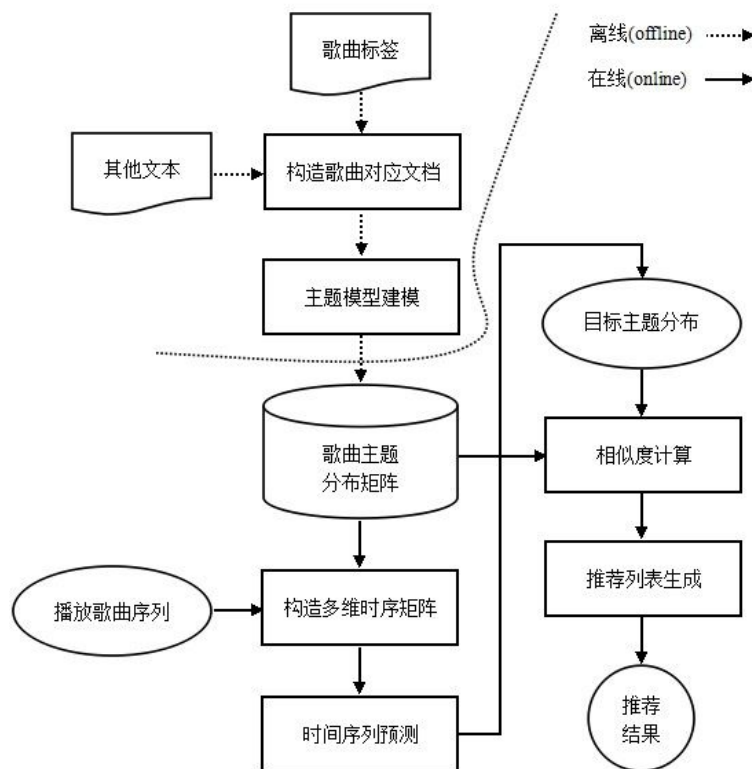 歌曲标签
离线(offline)
在线(online)
其他文本
构造歌曲对应文档
主题模型建模
目标主题分布
歌曲主题
分布矩阵
相似度计算
推荐列表生成
播放歌曲序列
构造多维时序矩阵
时间序列预测
推荐
结果